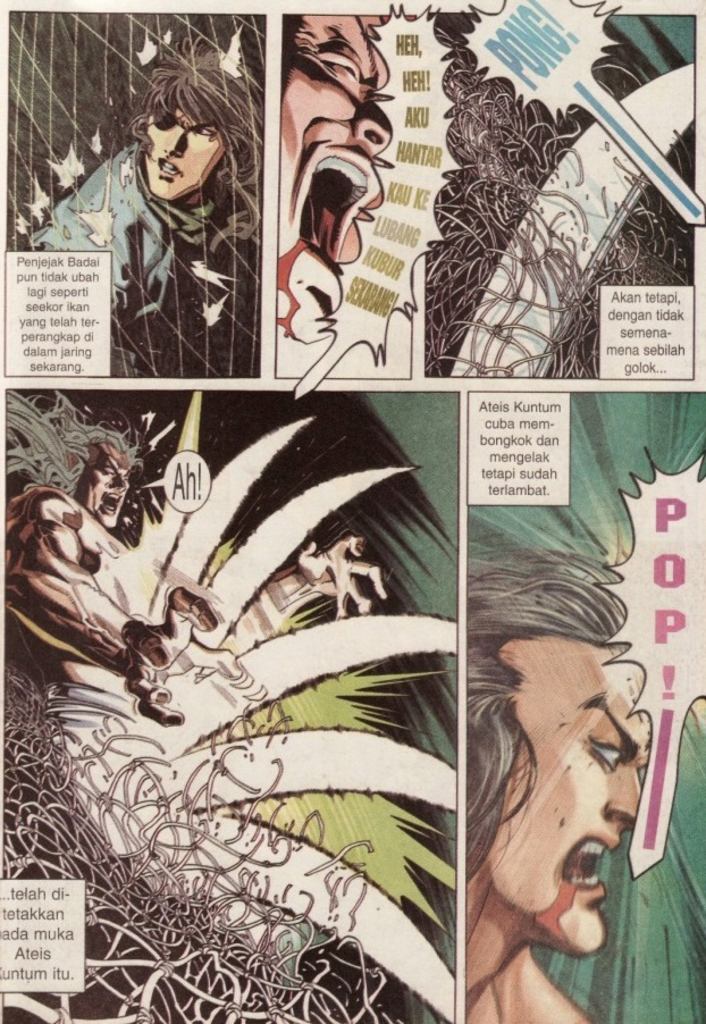 Penjejak Badai
pun tidak ubah
lagi seperti
seekor ikan
yang telah ter-
perangkap di
dalam jaring
sekarang.
HEH,
HEH!
AKU
HANTAR
KAU KE
LUBANG
KUBUR
SEKARANG!
PONG!
Akan tetapi,
dengan tidak
semena-
mena sebilah
golok...
Ah!
...telah di-
tetakkan
ada muka
Ateis
untum itu.
Ateis Kuntum
cuba mem-
bongkok dan
mengelak
tetapi sudah
terlambat.
POP!